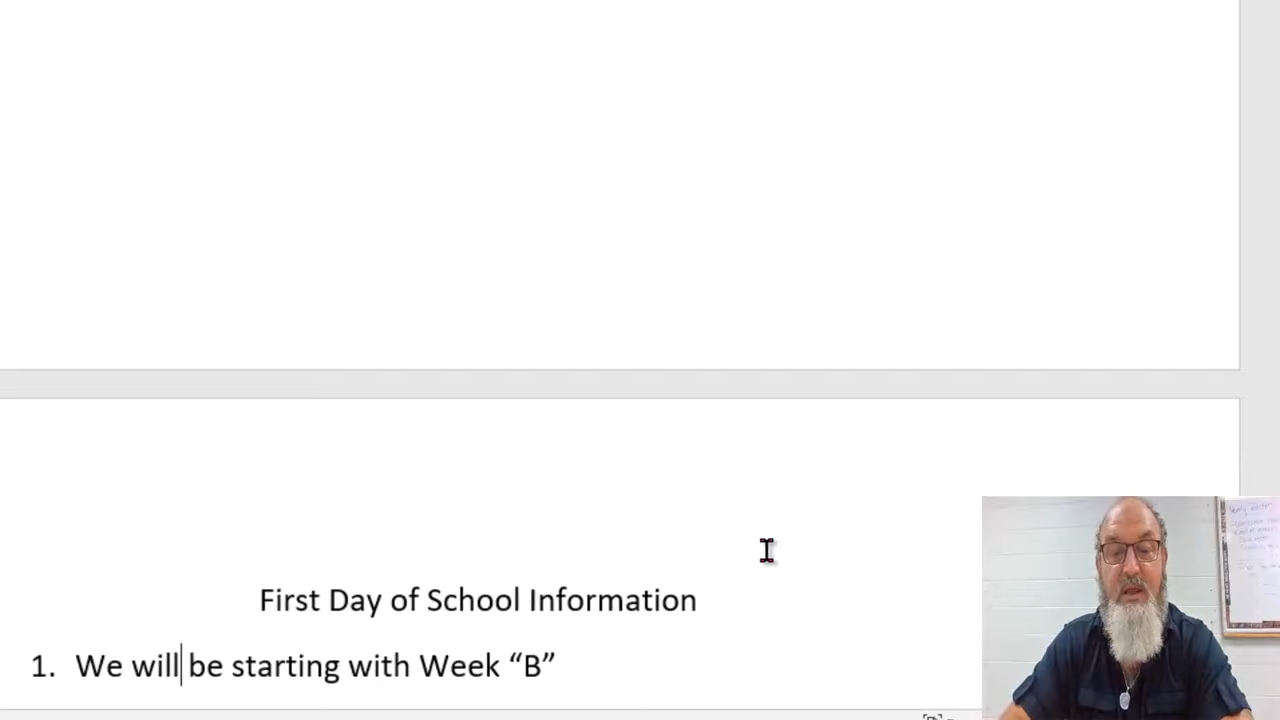 First Day of School Information
1. We will be starting with Week “B”